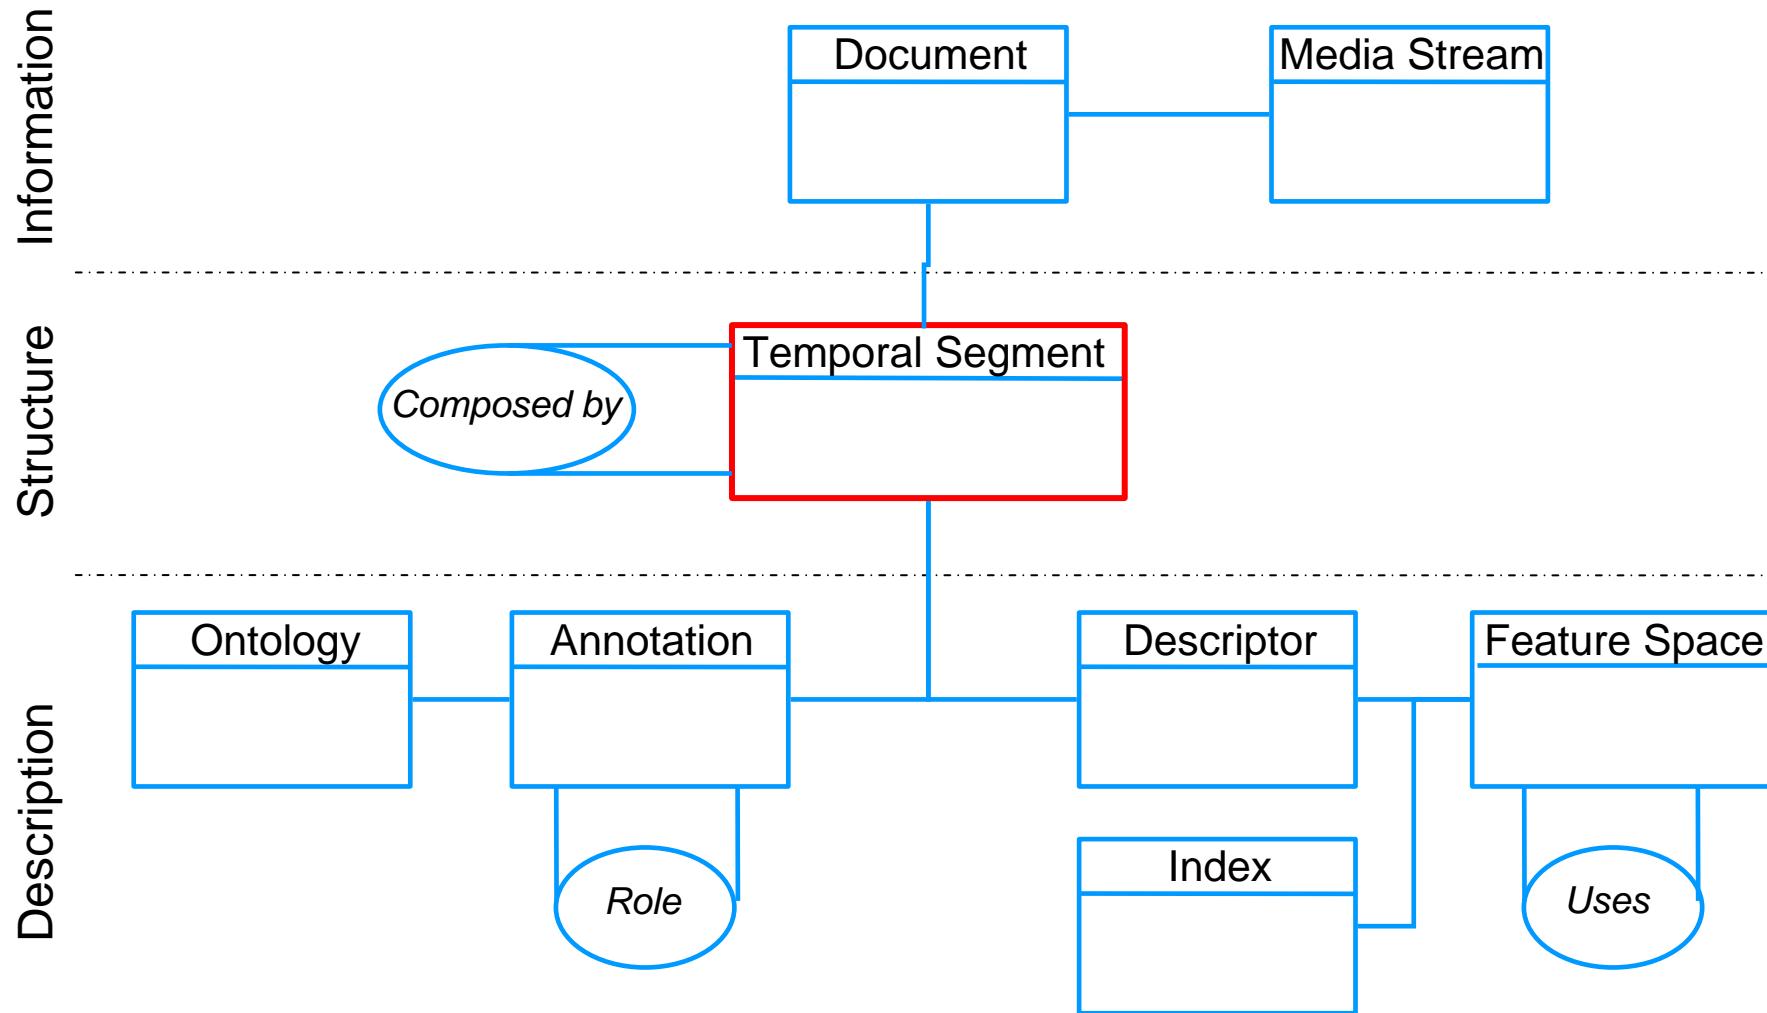 Information
Document
Media Stream
Structure
Temporal Segment
Composed by
Description
Ontology
Annotation
Descriptor
Feature Space
Role
Index
Uses